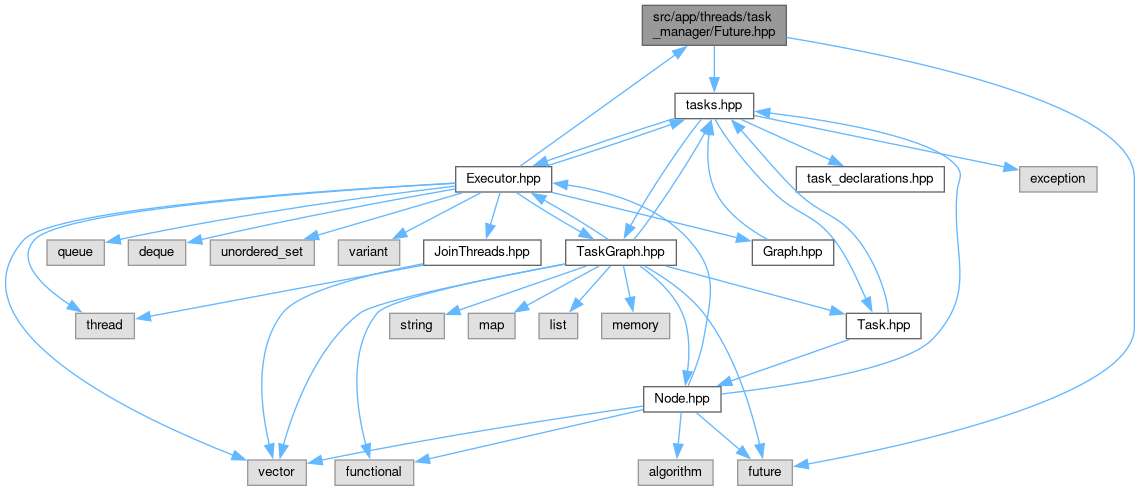 src/app/threads/task
_manager/Future.hpp
tasks.hpp
Executor.hpp
task_declarations.hpp
exception
queue
deque
unordered_set
variant
JoinThreads.hpp
TaskGraph.hpp
Graph.hpp
thread
string
map
list
memory
Task.hpp
Node.hpp
vector
functional
algorithm
future